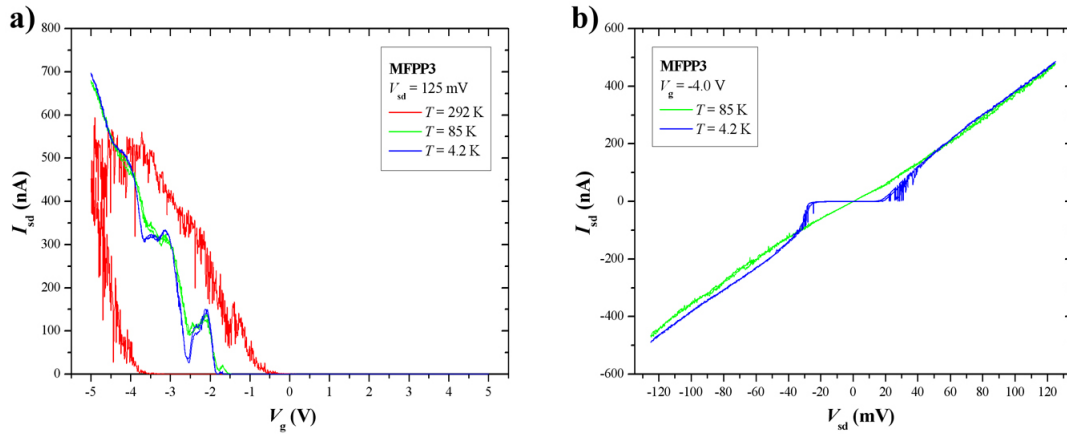 a)
800
700
600
500
400
300
200
100
0
-5 -4 -3 -2 -1 0 1 2 3 4 5
I_sd (nA)
V_g (V)
MFPP3
V_sd = 125 mV
T = 292 K
T = 85 K
T = 4.2 K
b)
600
400
200
0
-200
-400
-600
-120 -100 -80 -60 -40 -20 0 20 40 60 80 100 120
I_sd (nA)
V_sd (mV)
MFPP3
V_g = -4.0 V
T = 85 K
T = 4.2 K